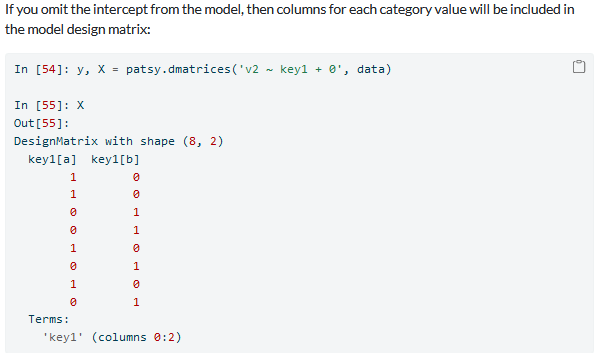 If you omit the intercept from the model, then columns for each category value will be included in
the model design matrix:
In [54]: y, X = patsy.dmatrices('v2 ~ key1 + 0', data)
In [55]: X
Out[55]:
DesignMatrix with shape (8, 2)
  key1[a]  key1[b]
        1        0
        1        0
        0        1
        0        1
        1        0
        0        1
        1        0
        0        1
  Terms:
    'key1' (columns 0:2)